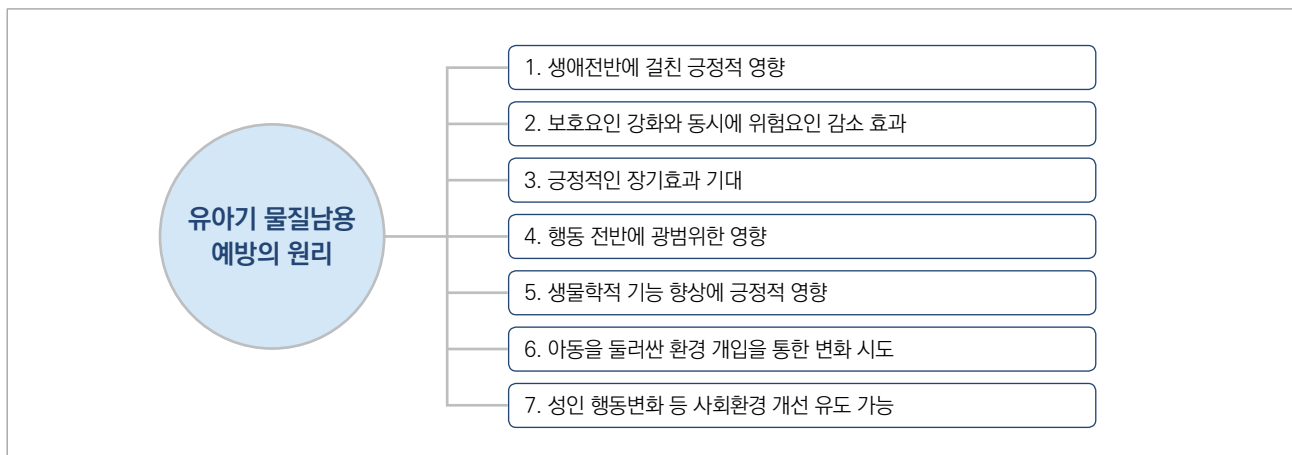 유아기 물질남용
예방의 원리
1. 생애전반에 걸친 긍정적 영향
2. 보호요인 강화와 동시에 위험요인 감소 효과
3. 긍정적인 장기효과 기대
4. 행동 전반에 광범위한 영향
5. 생물학적 기능 향상에 긍정적 영향
6. 아동을 둘러싼 환경 개입을 통한 변화 시도
7. 성인 행동변화 등 사회환경 개선 유도 가능